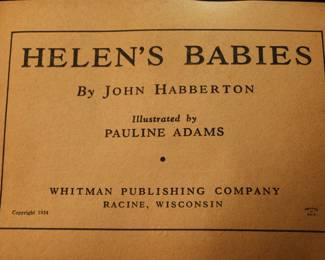 HELEN'S BABIES
By JOHN HABBERTON
Illustrated by
PAULINE ADAMS
•
WHITMAN PUBLISHING COMPANY
RACINE, WISCONSIN
Copyright 1934